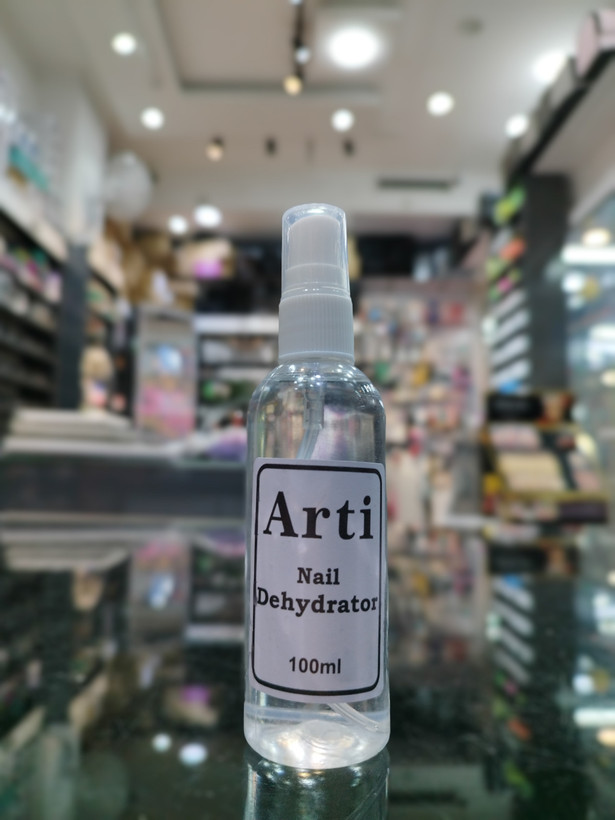 Arti
Nail
Dehydrator
100ml